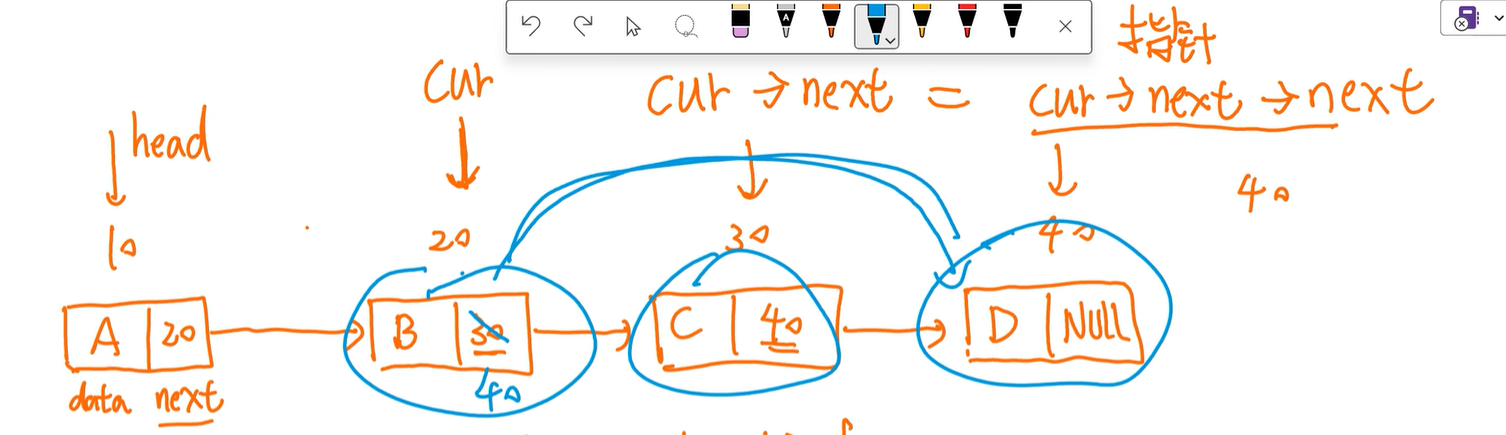 指針
cur
cur → next = cur → next → next
head
40
10 20 30 40
A 20 B 30 C 40 D NULL
data next 40